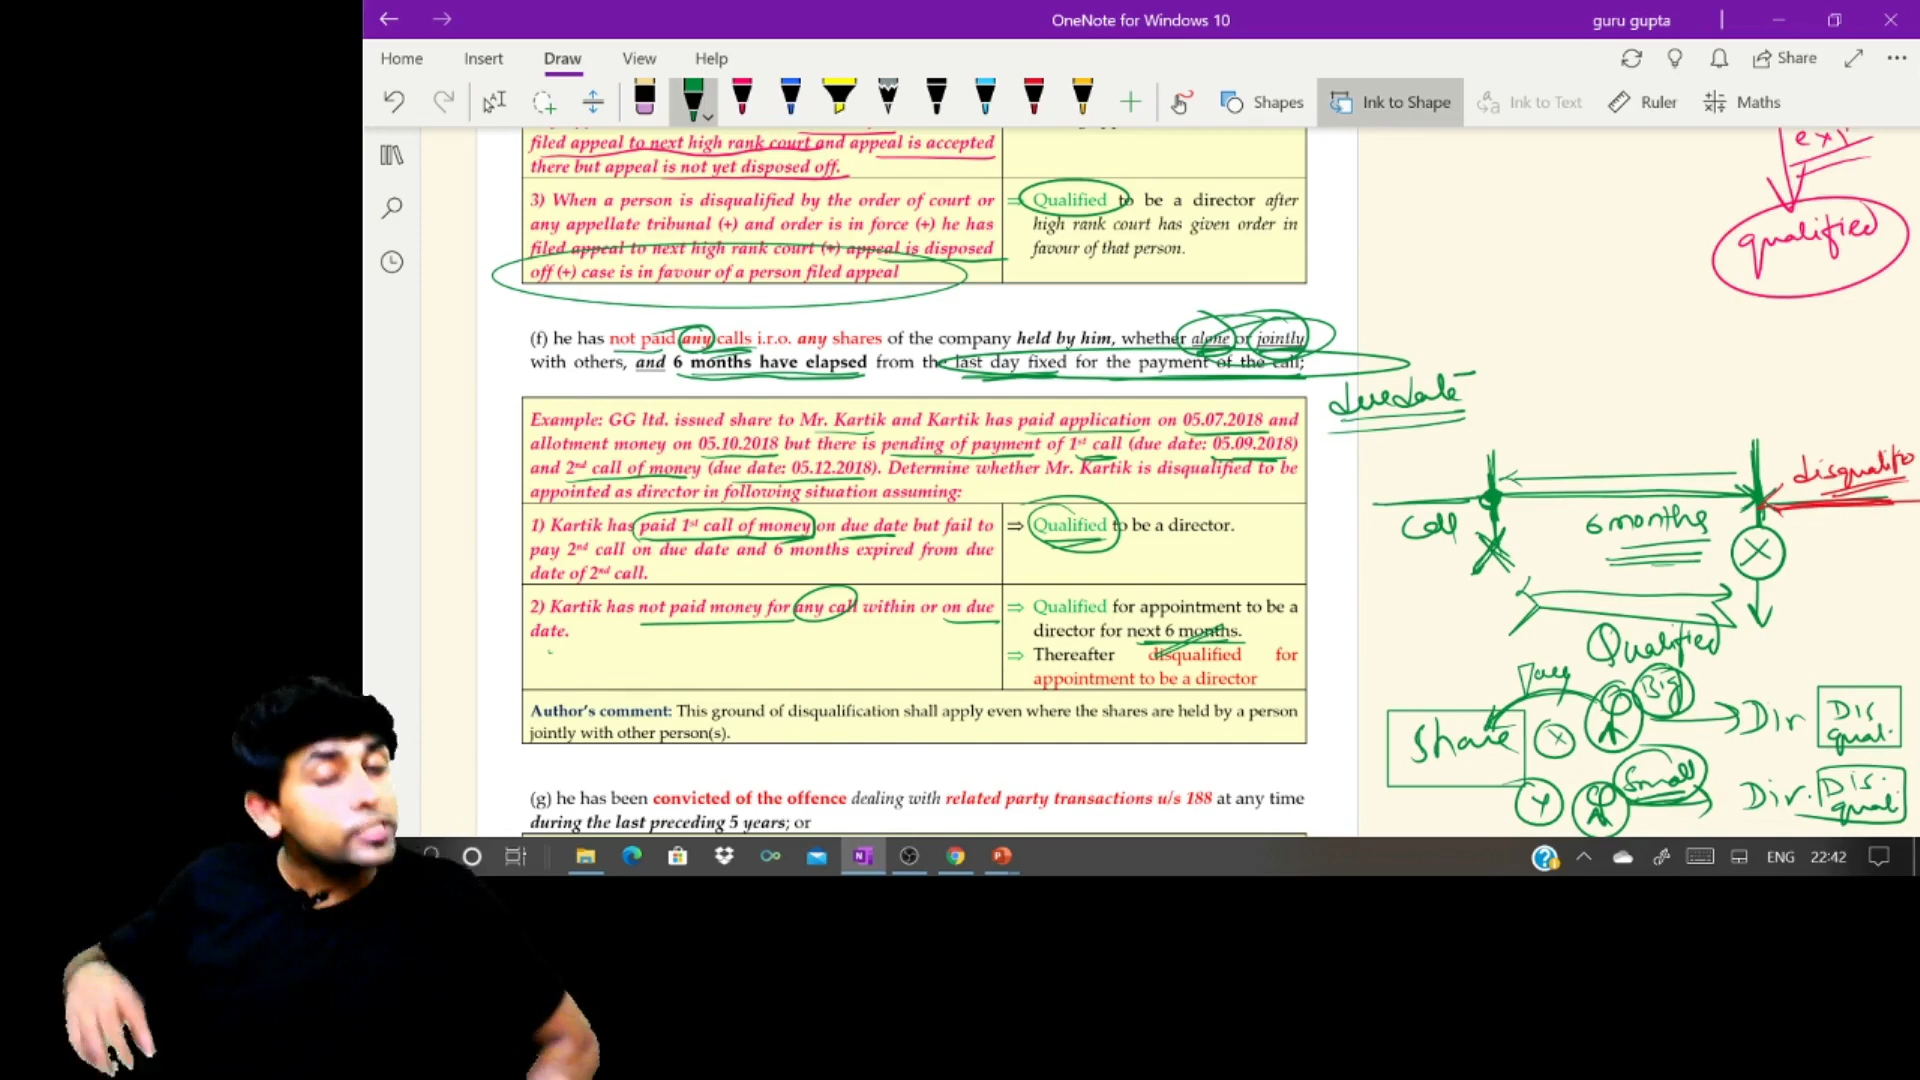 OneNote for Windows 10
guru gupta
Home Insert Draw View Help
Share
Shapes
Ink to Shape
Ink to Text
Ruler
Maths
filed appeal to next high rank court and appeal is accepted
there but appeal is not yet disposed off.
3) When a person is disqualified by the order of court or
any appellate tribunal (+) and order is in force (+) he has
filed appeal to next high rank court (+) appeal is disposed
off (+) case is in favour of a person filed appeal
⇒ Qualified to be a director after
high rank court has given order in
favour of that person.
qualified
(f) he has not paid any calls i.r.o. any shares of the company held by him, whether alone or jointly
with others, and 6 months have elapsed from the last day fixed for the payment of the call;
due date
Example: GG ltd. issued share to Mr. Kartik and Kartik has paid application on 05.07.2018 and
allotment money on 05.10.2018 but there is pending of payment of 1st call (due date: 05.09.2018)
and 2nd call of money (due date: 05.12.2018). Determine whether Mr. Kartik is disqualified to be
appointed as director in following situation assuming:
1) Kartik has paid 1st call of money on due date but fail to
pay 2nd call on due date and 6 months expired from due
date of 2nd call.
⇒ Qualified to be a director.
2) Kartik has not paid money for any call within or on due
date.
⇒ Qualified for appointment to be a
director for next 6 months.
⇒ Thereafter disqualified for
appointment to be a director
Author's comment: This ground of disqualification shall apply even where the shares are held by a person
jointly with other person(s).
(g) he has been convicted of the offence dealing with related party transactions u/s 188 at any time
during the last preceding 5 years; or
Call
6 months
Qualified
Share
X
Big
Dir
Dis
qual.
Y
Small
Dir.
Dis.
qual.
ENG 22:42